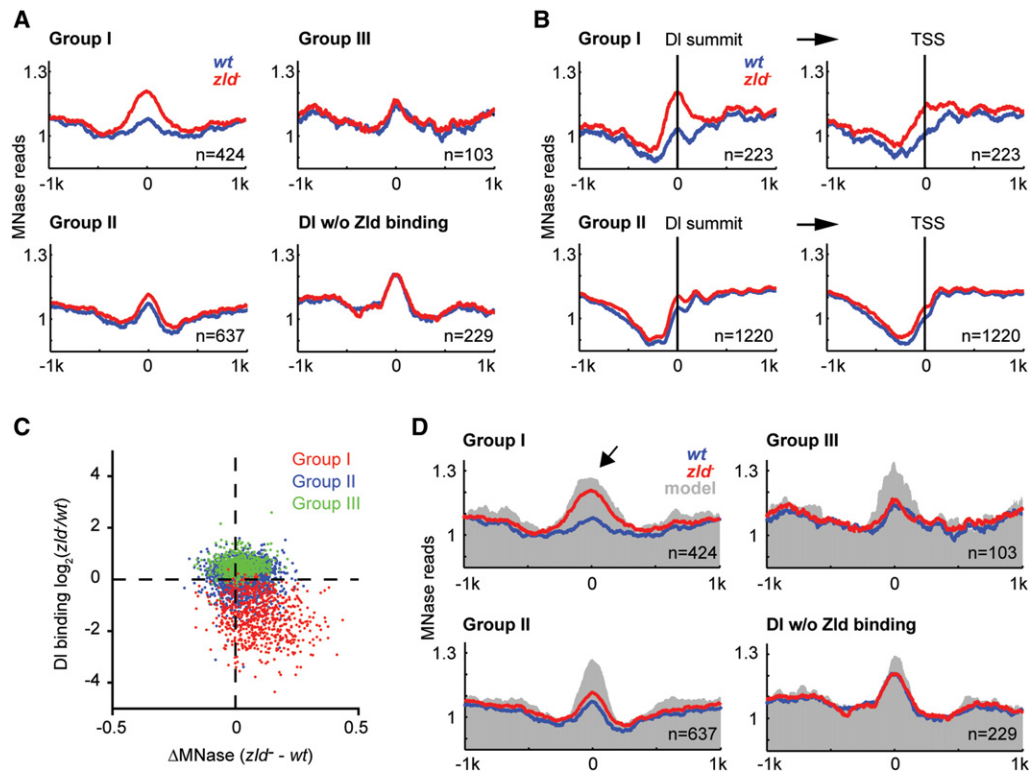 A
Group I
wt
zld-
1.3
1
n=424
-1k 0 1k
Group III
n=103
-1k 0 1k
MNase reads
Group II
1.3
1
n=637
-1k 0 1k
Dl w/o Zld binding
n=229
-1k 0 1k
B
Group I Dl summit
wt
zld-
TSS
1.3
1
n=223
-1k 0 1k
n=223
-1k 0 1k
MNase reads
Group II Dl summit
TSS
1.3
1
n=1220
-1k 0 1k
n=1220
-1k 0 1k
C
Group I
Group II
Group III
Dl binding log2(zld/wt)
4
2
0
-2
-4
-0.5 0 0.5
ΔMNase (zld- - wt)
D
Group I
wt
zld-
model
1.3
1
n=424
-1k 0 1k
Group III
1.3
1
n=103
-1k 0 1k
MNase reads
Group II
1.3
1
n=637
-1k 0 1k
Dl w/o Zld binding
1.3
1
n=229
-1k 0 1k